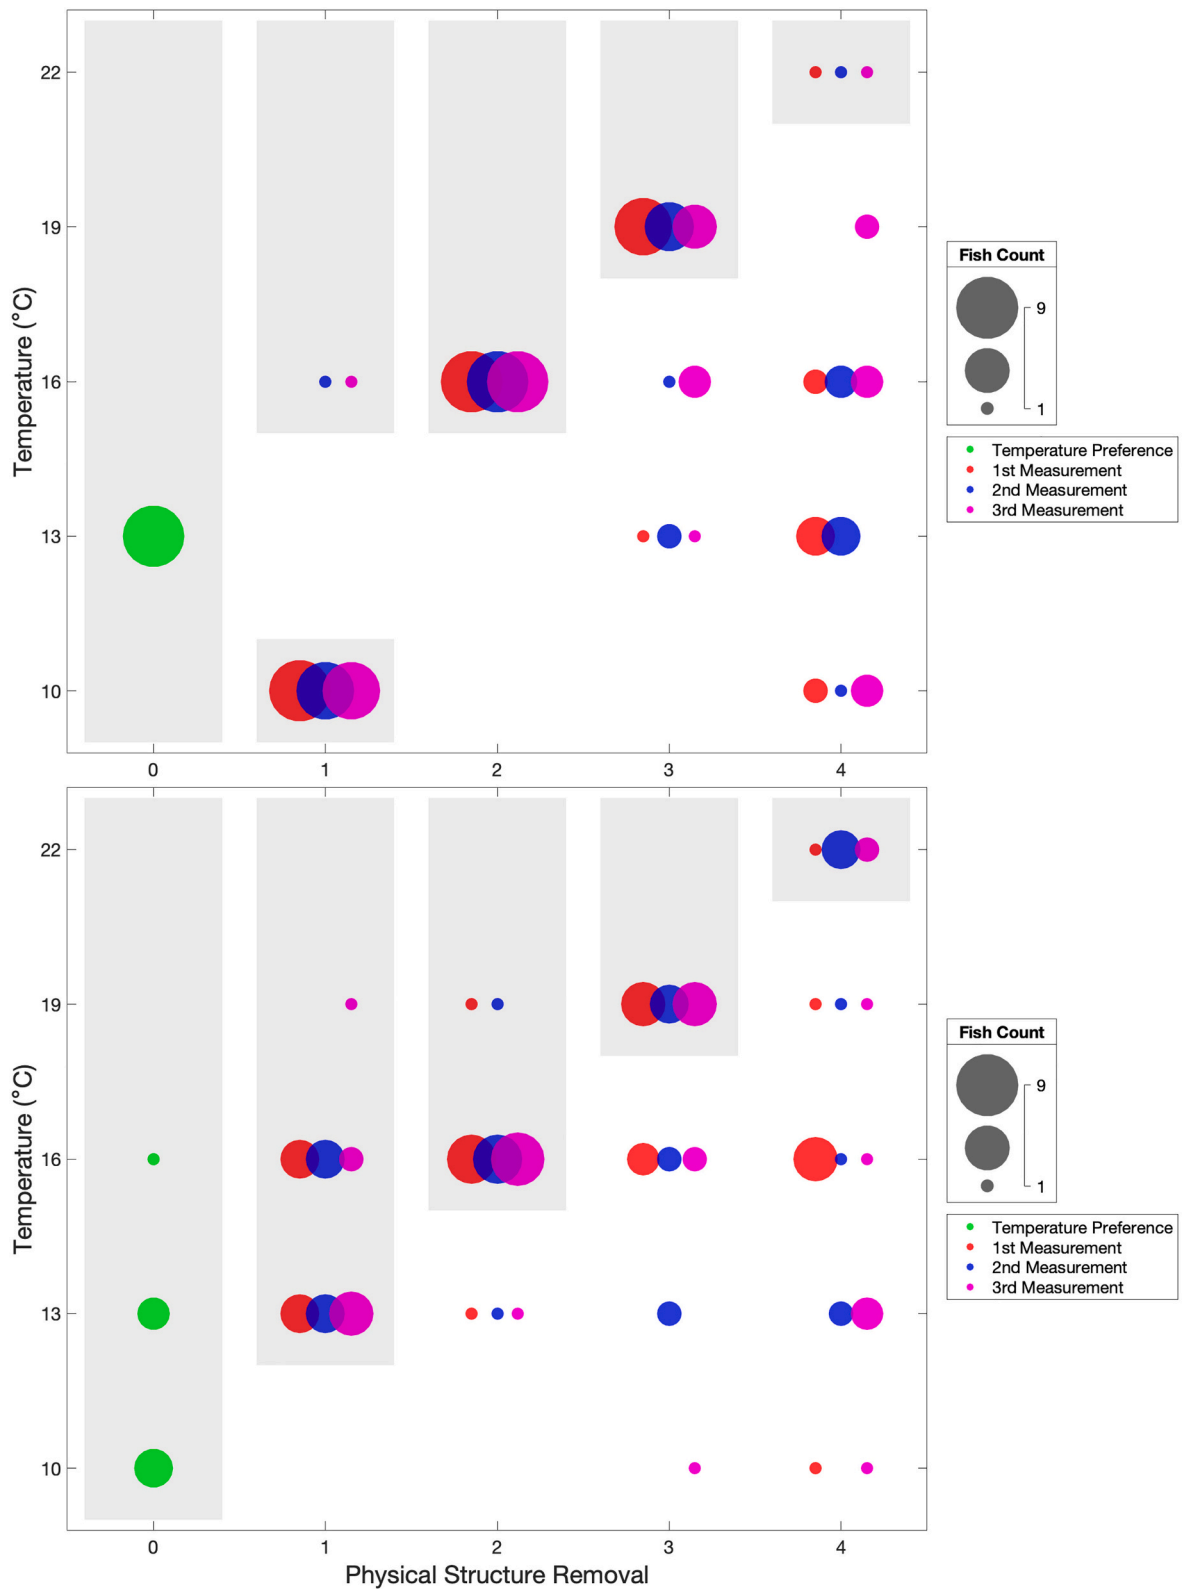 22
19
16
13
10
Temperature (°C)
0 1 2 3 4
Fish Count
9
1
Temperature Preference
1st Measurement
2nd Measurement
3rd Measurement
22
19
16
13
10
Temperature (°C)
0 1 2 3 4
Physical Structure Removal
Fish Count
9
1
Temperature Preference
1st Measurement
2nd Measurement
3rd Measurement